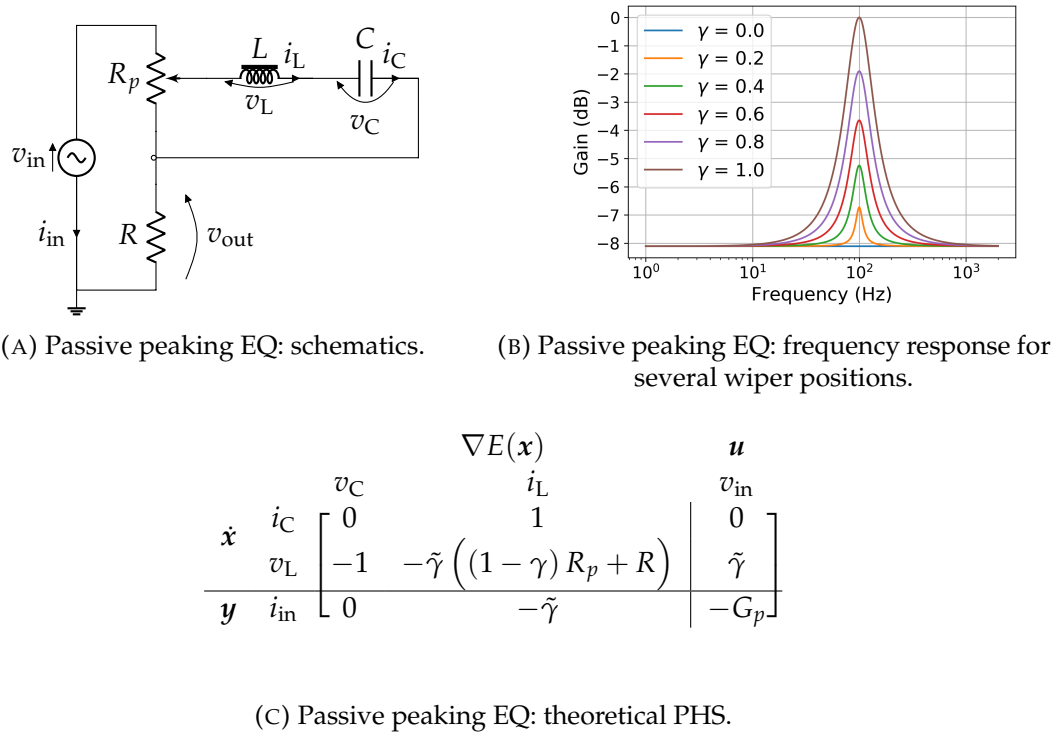 R_p
L
i_L
C
i_C
v_L
v_C
v_in
i_in
R
v_out
(A) Passive peaking EQ: schematics.
0
−1
−2
−3
−4
−5
−6
−7
−8
Gain (dB)
γ = 0.0
γ = 0.2
γ = 0.4
γ = 0.6
γ = 0.8
γ = 1.0
10^0
10^1
10^2
10^3
Frequency (Hz)
(B) Passive peaking EQ: frequency response for
several wiper positions.
∇E(x) u
v_C i_L v_in
ẋ i_C 0 1 0
v_L −1 −γ̃ ((1 − γ) R_p + R) γ̃
y i_in 0 −γ̃ −G_p
(C) Passive peaking EQ: theoretical PHS.